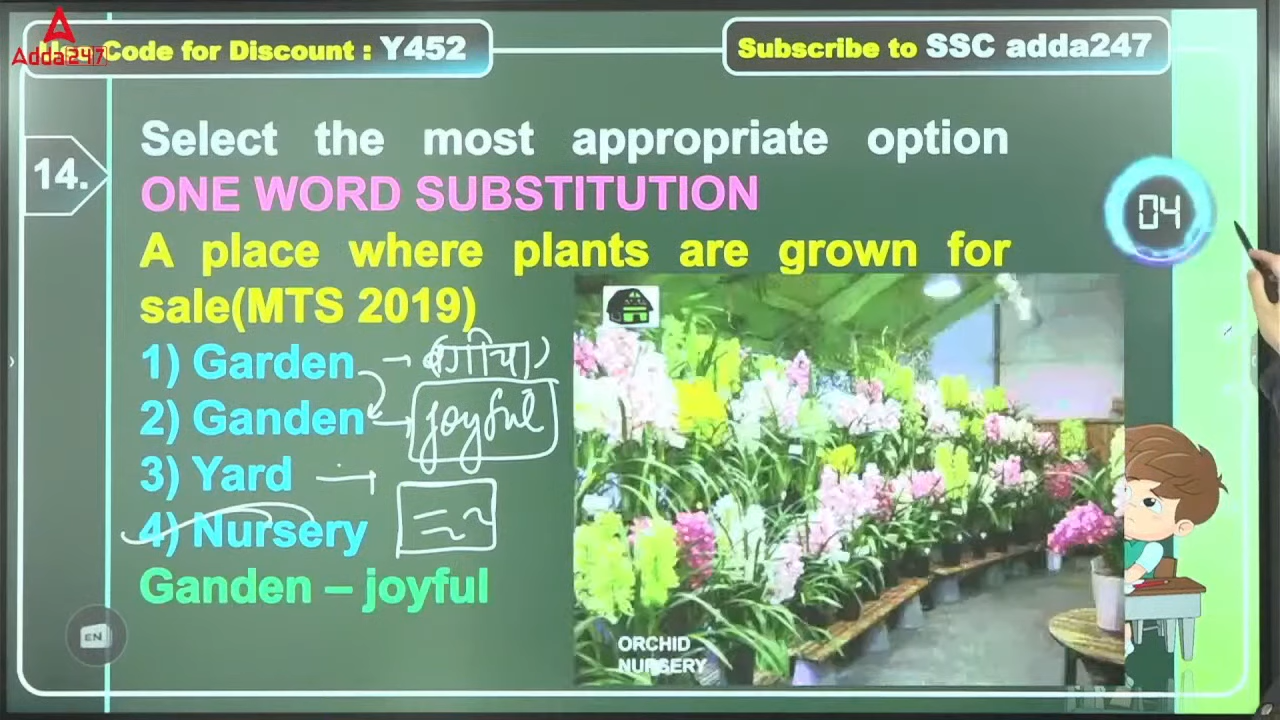 Adda247
Use Code for Discount : Y452
Subscribe to SSC adda247
14.
Select the most appropriate option
ONE WORD SUBSTITUTION
A place where plants are grown for
sale(MTS 2019)
1) Garden
2) Ganden
joyful
3) Yard
4) Nursery
Ganden – joyful
04
EN
ORCHID
NURSERY